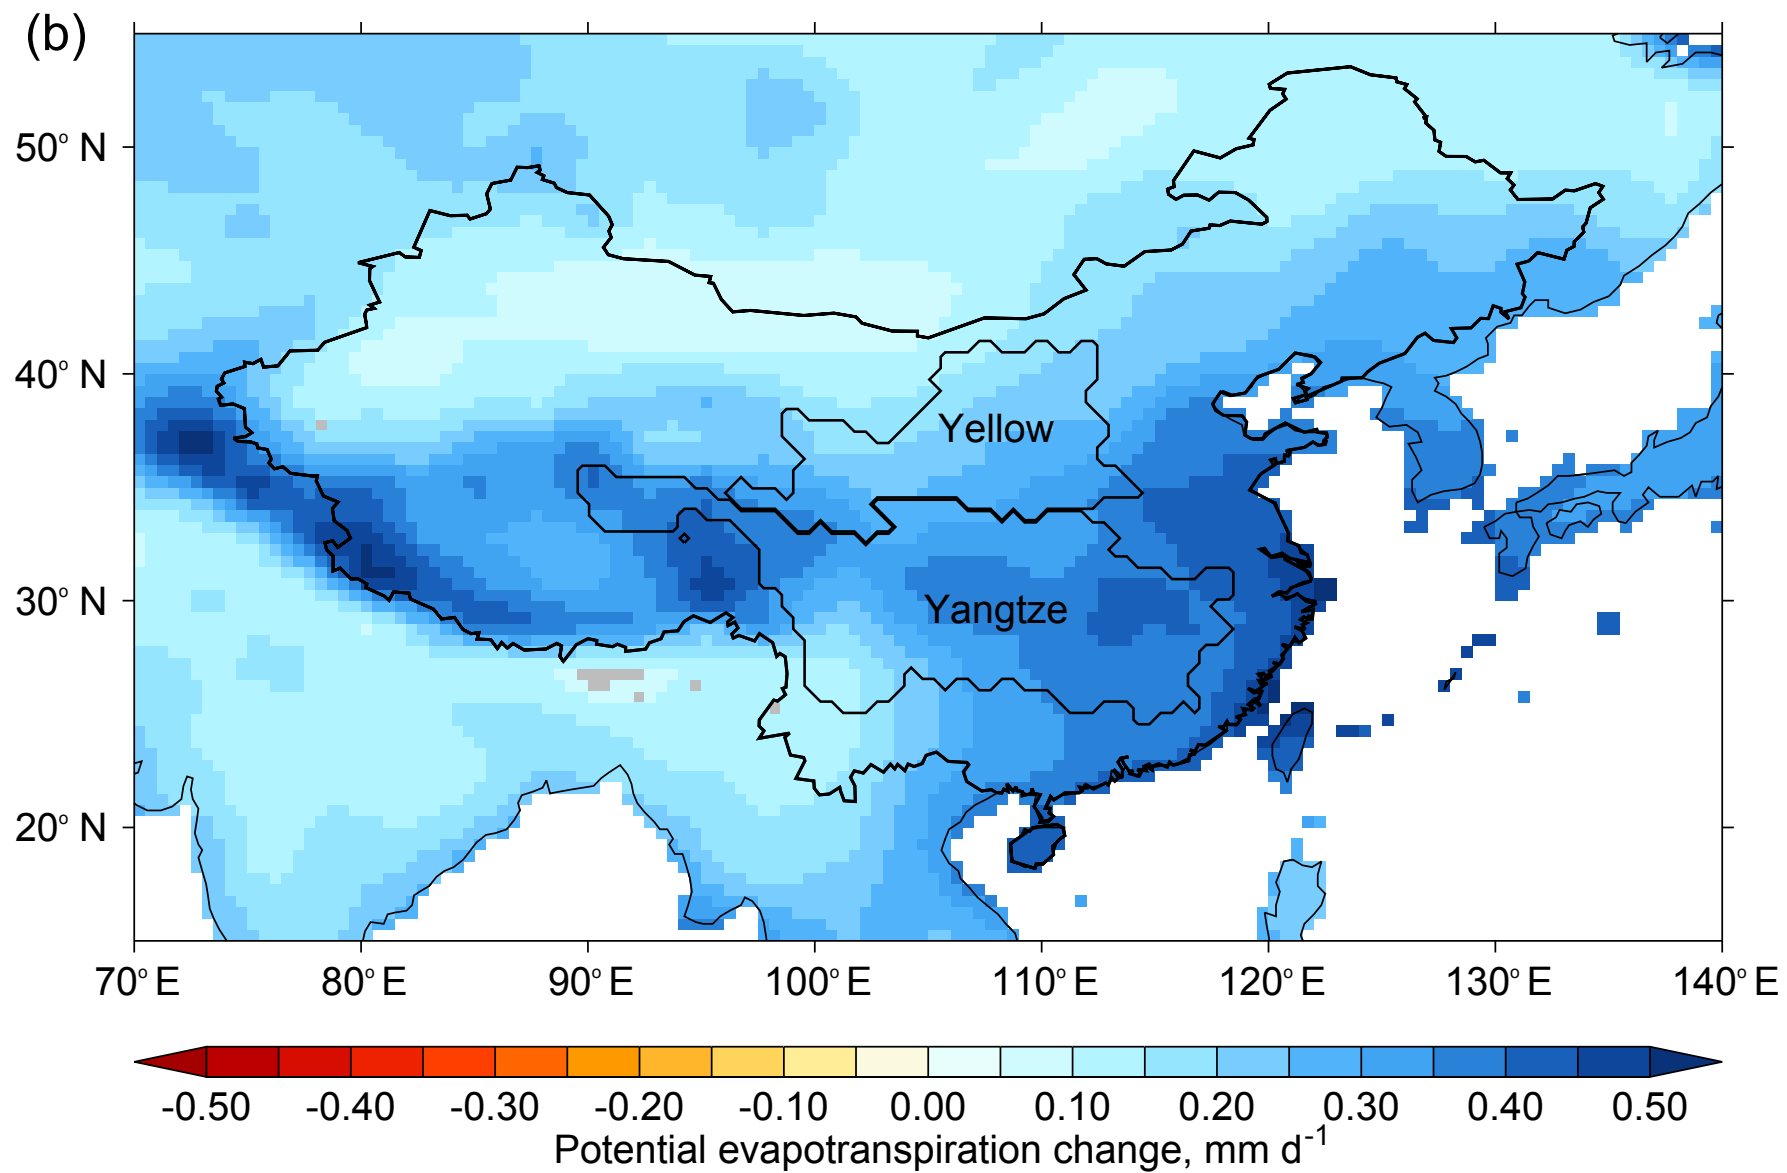 (b)
50° N
40° N
30° N
20° N
Yellow
Yangtze
70° E 80° E 90° E 100° E 110° E 120° E 130° E 140° E
-0.50 -0.40 -0.30 -0.20 -0.10 0.00 0.10 0.20 0.30 0.40 0.50
Potential evapotranspiration change, mm d⁻¹